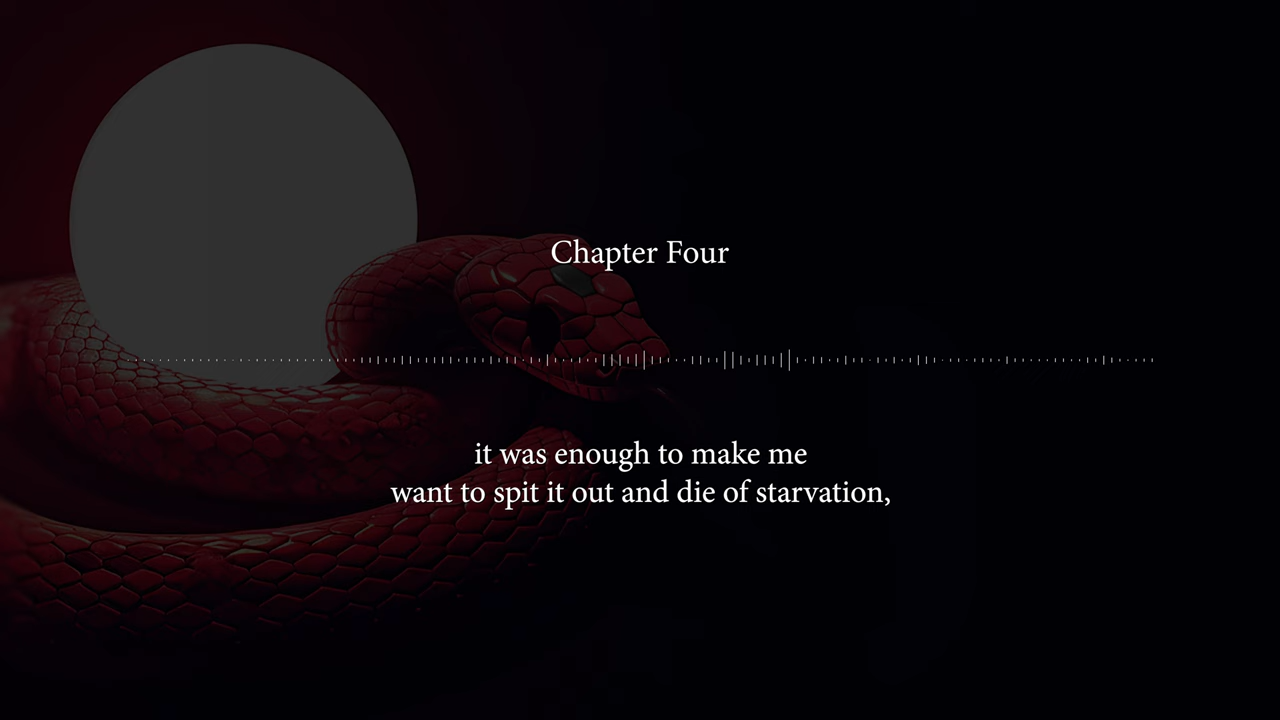 Chapter Four
it was enough to make me
want to spit it out and die of starvation,